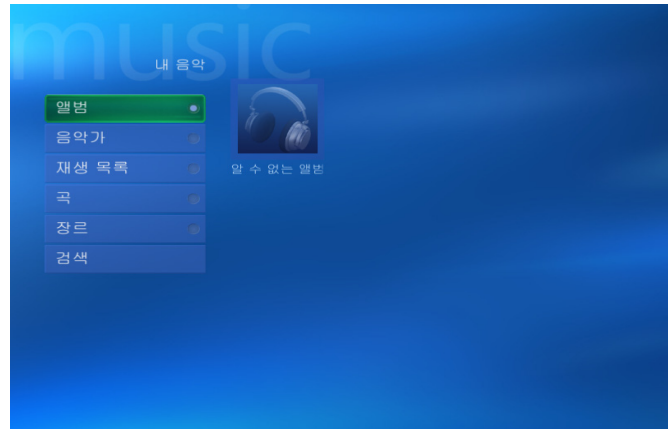 music
내 음악
앨범
음악가
재생 목록
곡
장르
검색
알 수 없는 앨범